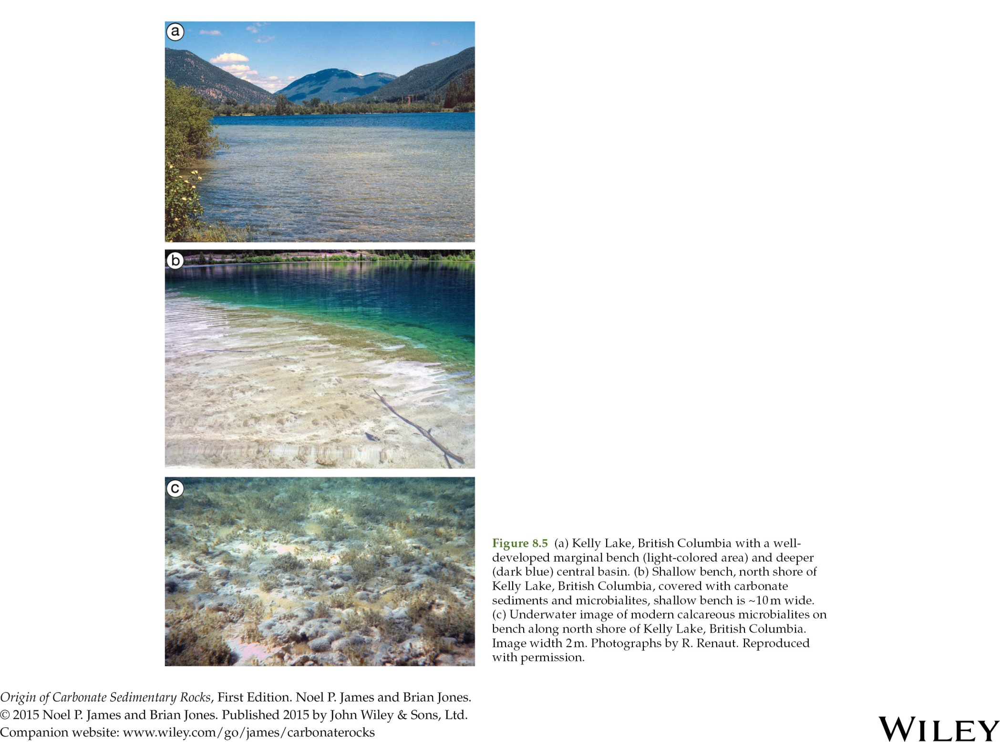 a
b
c
Figure 8.5 (a) Kelly Lake, British Columbia with a well-
developed marginal bench (light-colored area) and deeper
(dark blue) central basin. (b) Shallow bench, north shore of
Kelly Lake, British Columbia, covered with carbonate
sediments and microbialites, shallow bench is ~10 m wide.
(c) Underwater image of modern calcareous microbialites on
bench along north shore of Kelly Lake, British Columbia.
Image width 2 m. Photographs by R. Renaut. Reproduced
with permission.
Origin of Carbonate Sedimentary Rocks, First Edition. Noel P. James and Brian Jones.
© 2015 Noel P. James and Brian Jones. Published 2015 by John Wiley & Sons, Ltd.
Companion website: www.wiley.com/go/james/carbonaterocks
WILEY